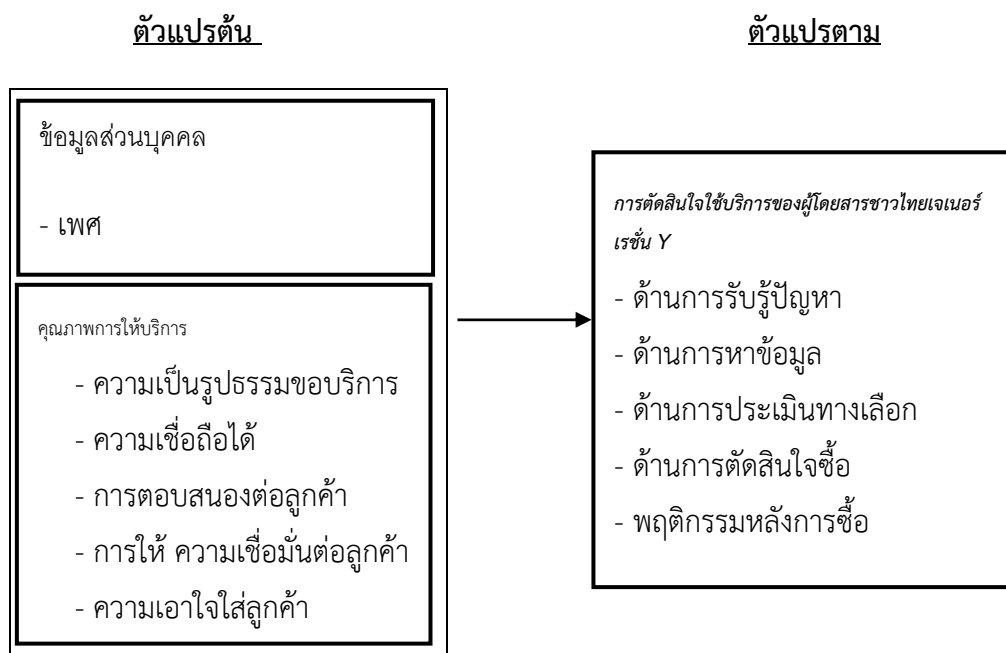 ตัวแปรต้น
ข้อมูลส่วนบุคคล
- เพศ
คุณภาพการให้บริการ
- ความเป็นรูปธรรมขอบริการ
- ความเชื่อถือได้
- การตอบสนองต่อลูกค้า
- การให้ ความเชื่อมั่นต่อลูกค้า
- ความเอาใจใส่ลูกค้า
ตัวแปรตาม
การตัดสินใจใช้บริการของผู้โดยสารชาวไทยเจเนอร์
เรชั่น Y
- ด้านการรับรู้ปัญหา
- ด้านการหาข้อมูล
- ด้านการประเมินทางเลือก
- ด้านการตัดสินใจซื้อ
- พฤติกรรมหลังการซื้อ